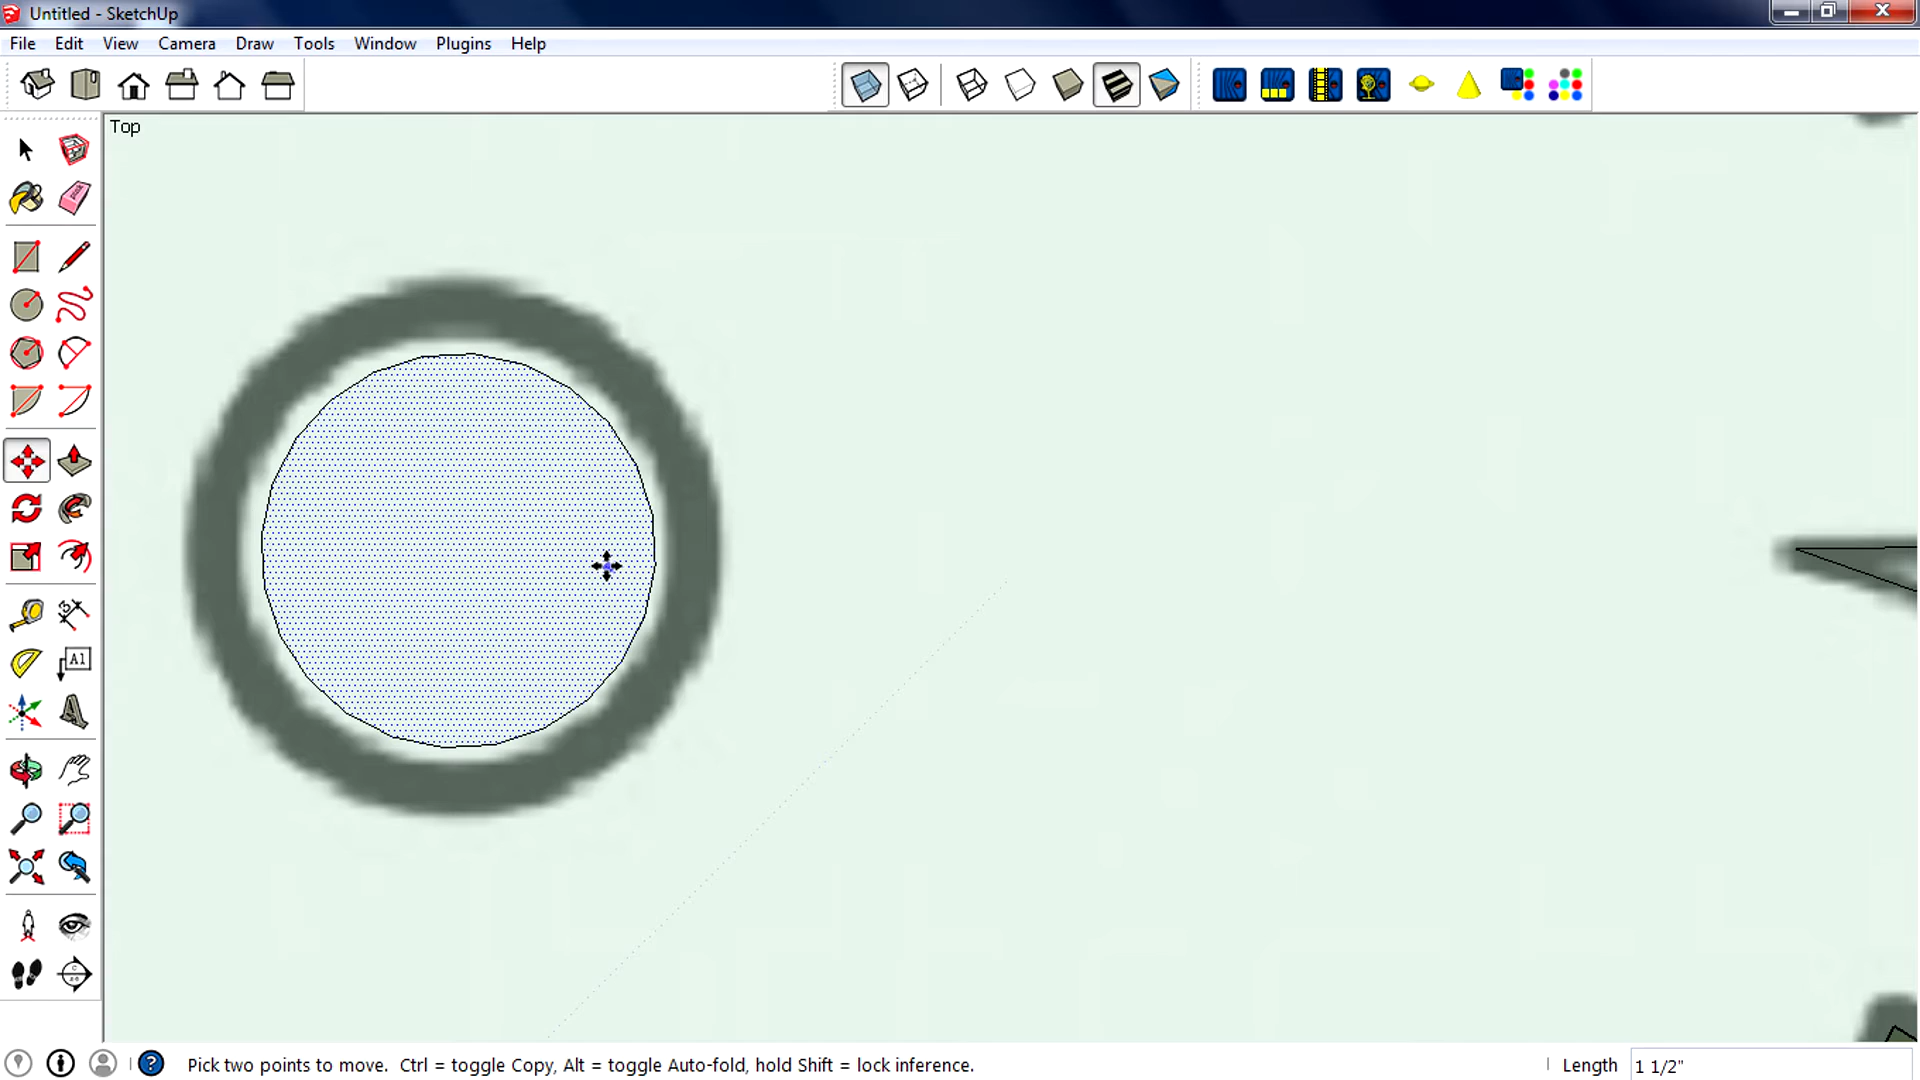 Untitled - SketchUp
File Edit View Camera Draw Tools Window Plugins Help
Top
A1
Pick two points to move. Ctrl = toggle Copy, Alt = toggle Auto-fold, hold Shift = lock inference.
Length 1 1/2"